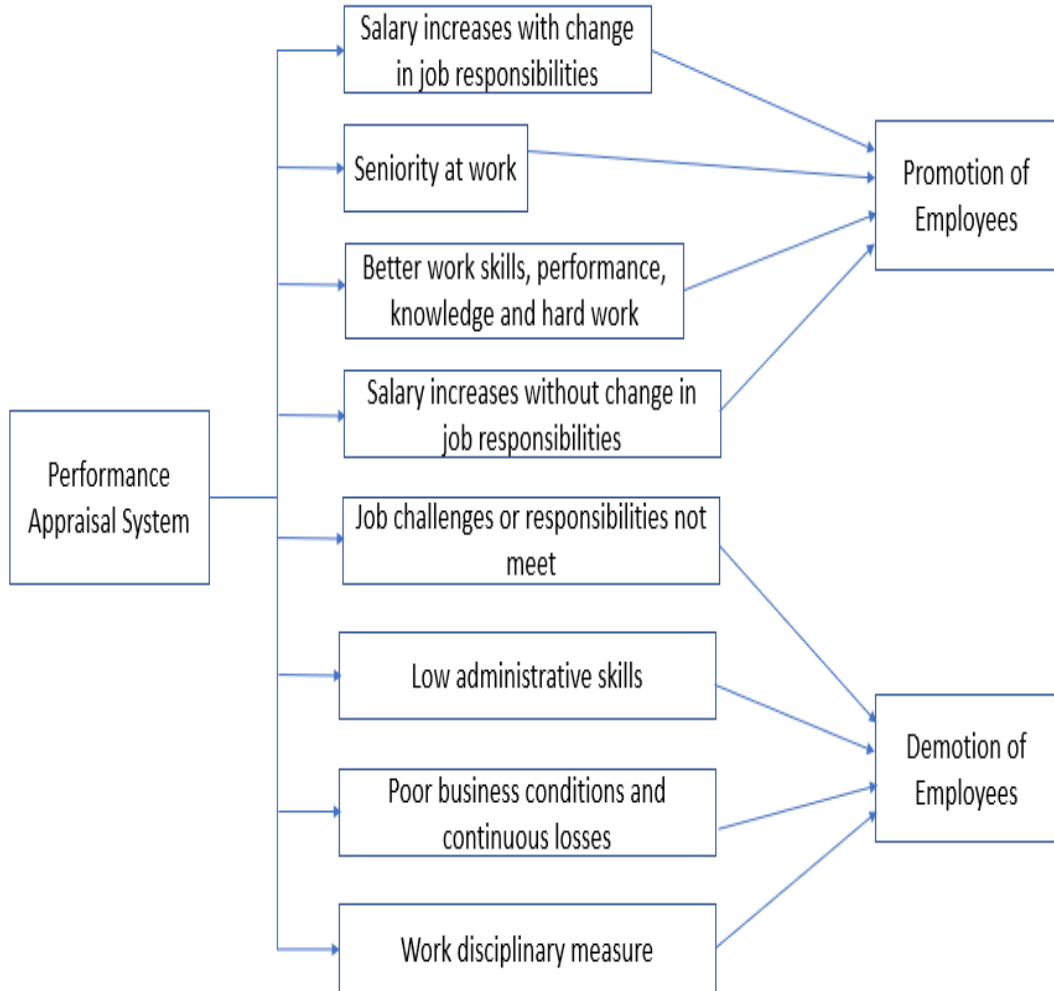 Salary increases with change
in job responsibilities
Seniority at work
Better work skills, performance,
knowledge and hard work
Salary increases without change in
job responsibilities
Performance
Appraisal System
Job challenges or responsibilities not
meet
Low administrative skills
Poor business conditions and
continuous losses
Work disciplinary measure
Promotion of
Employees
Demotion of
Employees